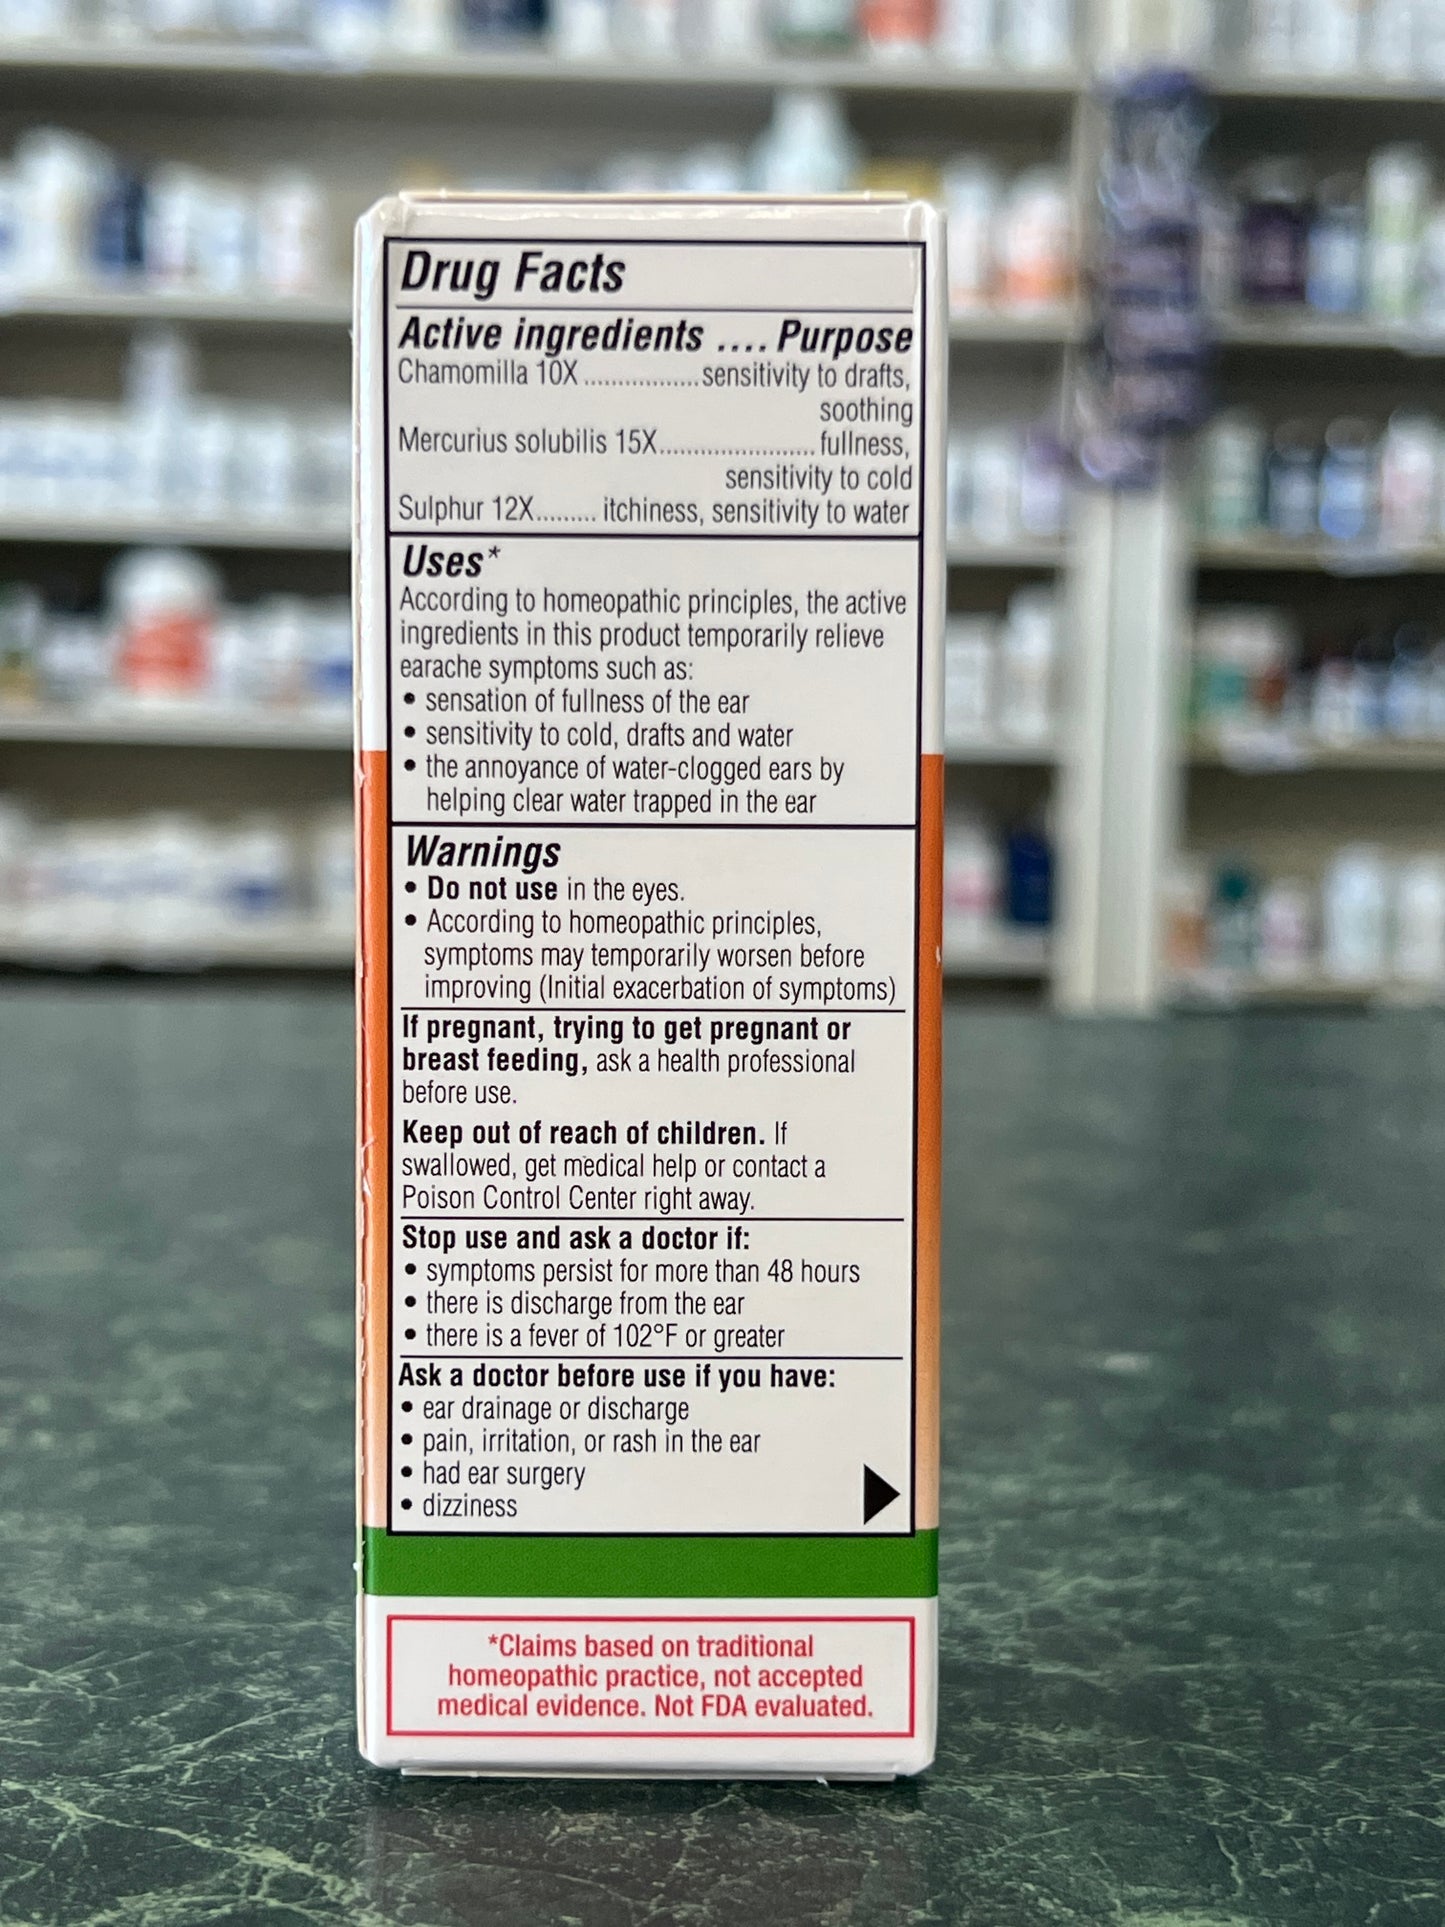 Drug Facts
Active ingredients .... Purpose
Chamomilla 10X .................. sensitivity to drafts,
soothing
Mercurius solubilis 15X....................... fullness,
sensitivity to cold
Sulphur 12X......... itchiness, sensitivity to water
Uses*
According to homeopathic principles, the active
ingredients in this product temporarily relieve
earache symptoms such as:
• sensation of fullness of the ear
• sensitivity to cold, drafts and water
• the annoyance of water-clogged ears by
helping clear water trapped in the ear
Warnings
• Do not use in the eyes.
• According to homeopathic principles,
symptoms may temporarily worsen before
improving (Initial exacerbation of symptoms)
If pregnant, trying to get pregnant or
breast feeding, ask a health professional
before use.
Keep out of reach of children. If
swallowed, get medical help or contact a
Poison Control Center right away.
Stop use and ask a doctor if:
• symptoms persist for more than 48 hours
• there is discharge from the ear
• there is a fever of 102°F or greater
Ask a doctor before use if you have:
• ear drainage or discharge
• pain, irritation, or rash in the ear
• had ear surgery
• dizziness
*Claims based on traditional
homeopathic practice, not accepted
medical evidence. Not FDA evaluated.